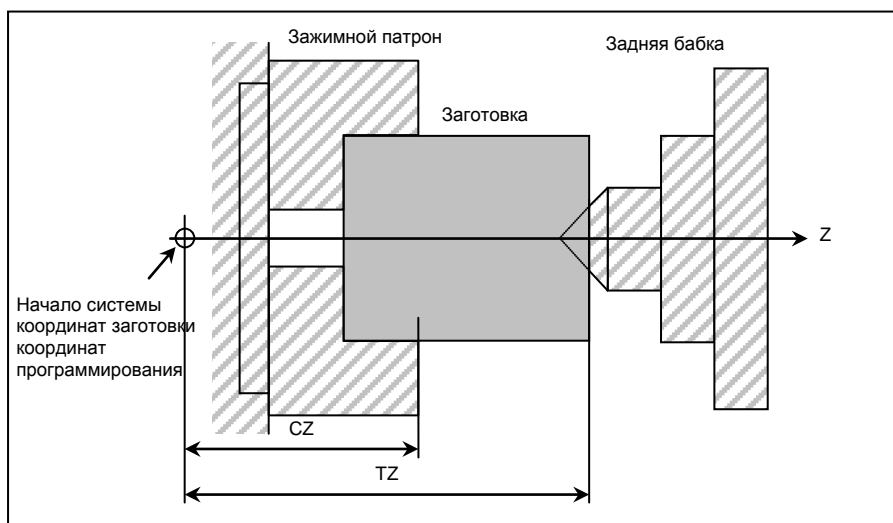 Зажимной патрон
Задняя бабка
Заготовка
Z
Начало системы
координат заготовки
координат
программирования
CZ
TZ